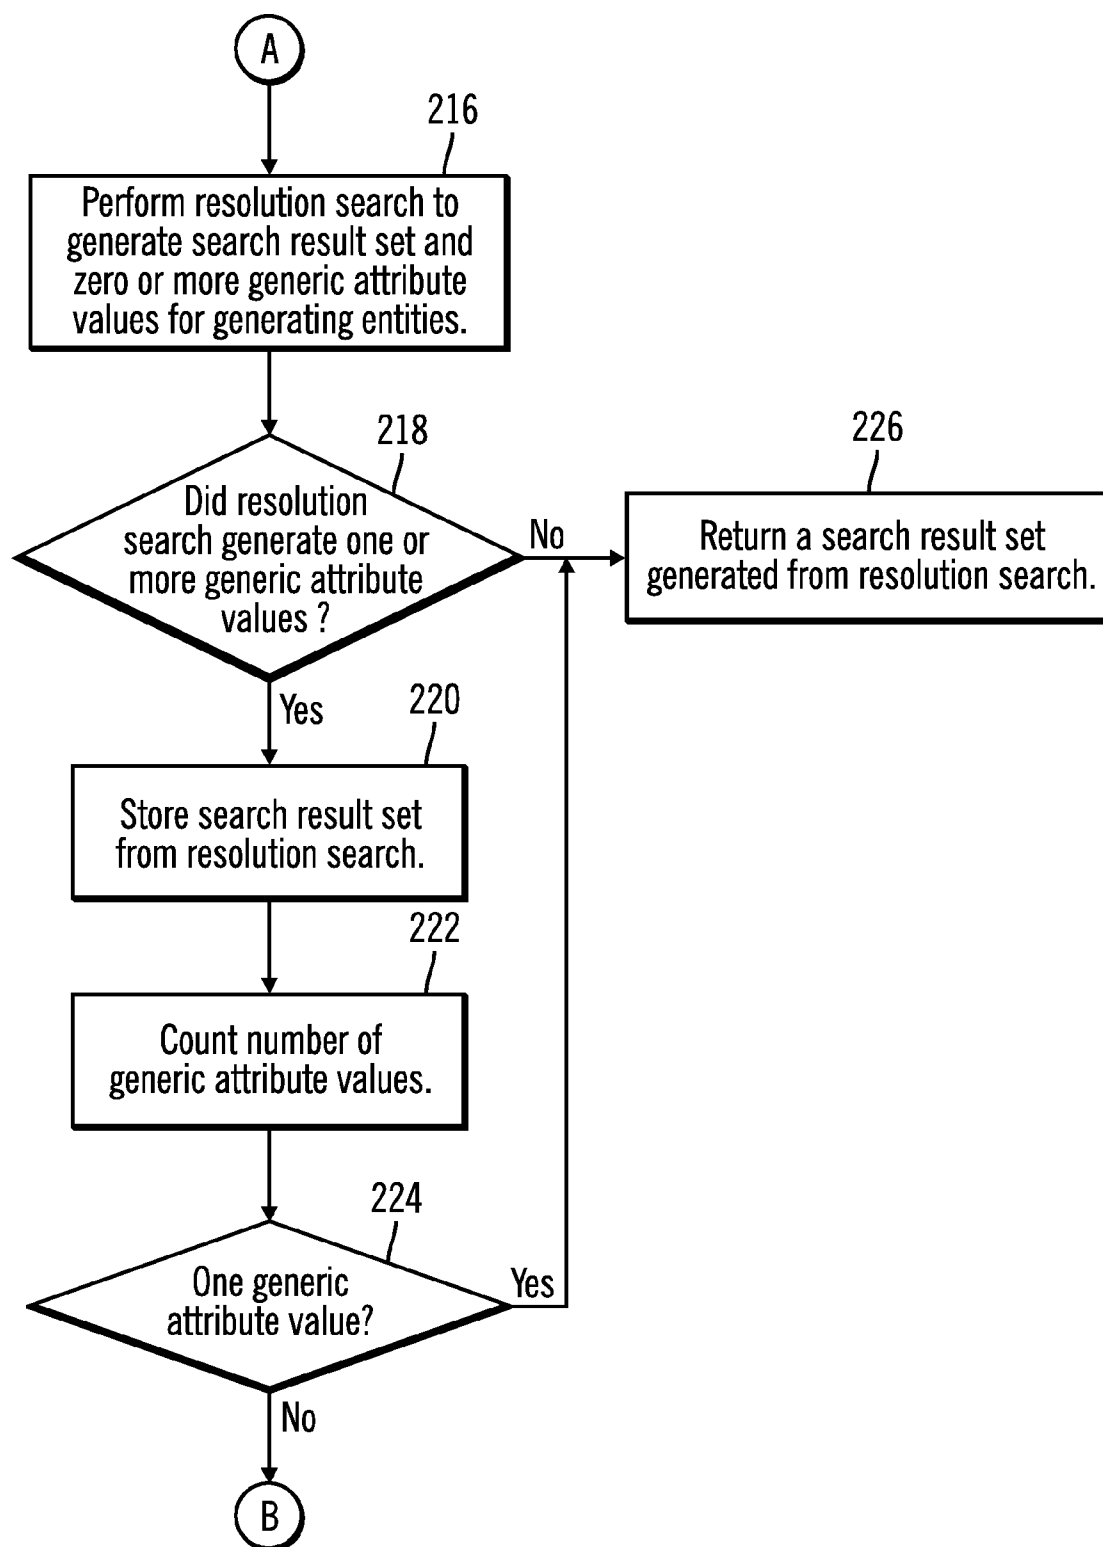 A
216
Perform resolution search to
generate search result set and
zero or more generic attribute
values for generating entities.
218
Did resolution
search generate one or
more generic attribute
values ?
No
226
Return a search result set
generated from resolution search.
Yes
220
Store search result set
from resolution search.
222
Count number of
generic attribute values.
224
One generic
attribute value?
Yes
No
B